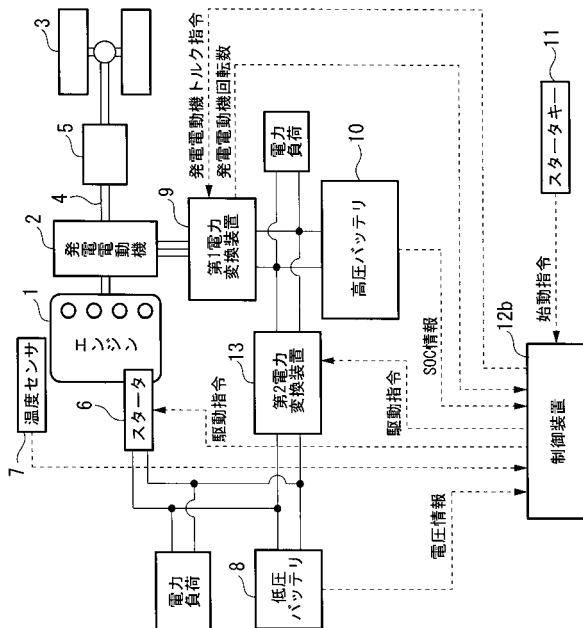 3
11
5
スタータキー
発電電動機トルク指令
発電電動機回転数
4
電力
負荷
10
2
発電
電動機
9
第1電力
変換装置
高圧バッテリ
始動指令
1
エンジン
12b
SOC情報
温度センサ
13
第2電力
変換装置
駆動指令
6
スタータ
駆動指令
制御装置
7
電圧情報
電力
負荷
8
低圧
バッテリ